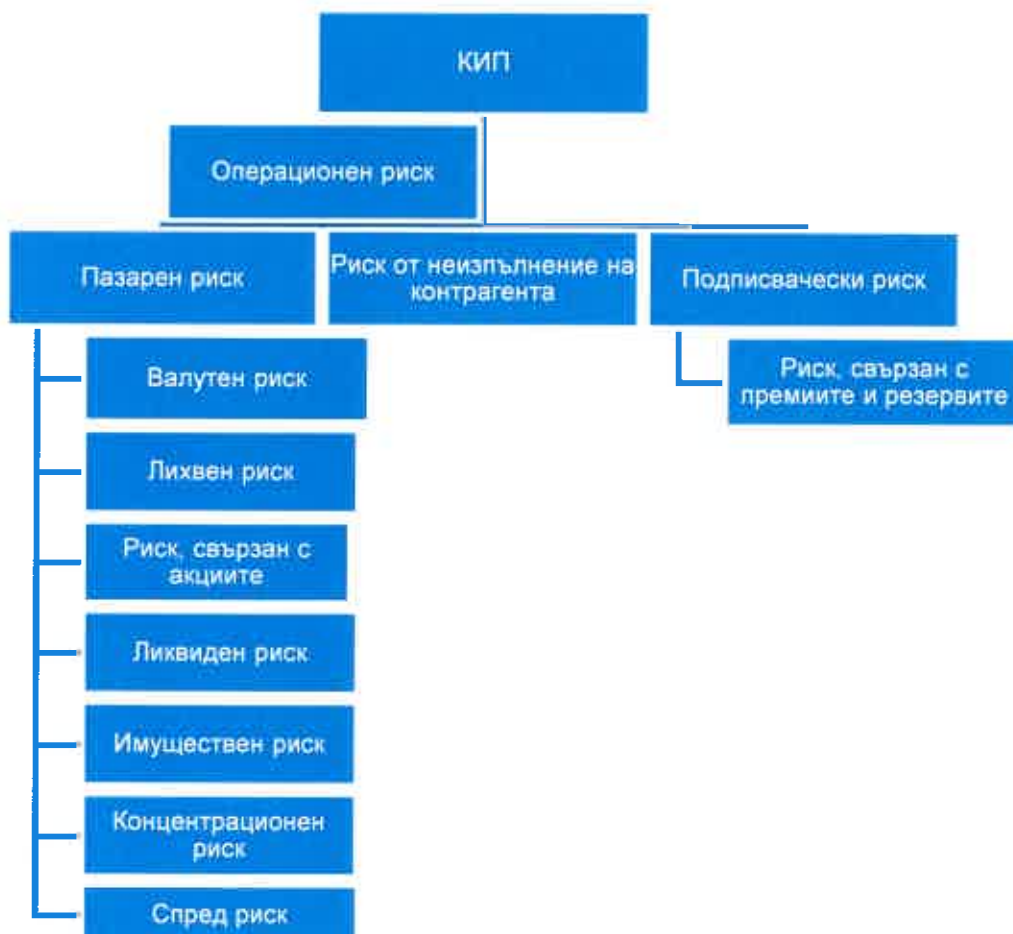 КИП
Операционен риск
Пазарен риск
Риск от неизпълнение на
контрагента
Подписвачески риск
Валутен риск
Риск, свързан с
премиите и резервите
Лихвен риск
Риск, свързан с
акциите
Ликвиден риск
Имуществен риск
Концентрационен
риск
Спред риск